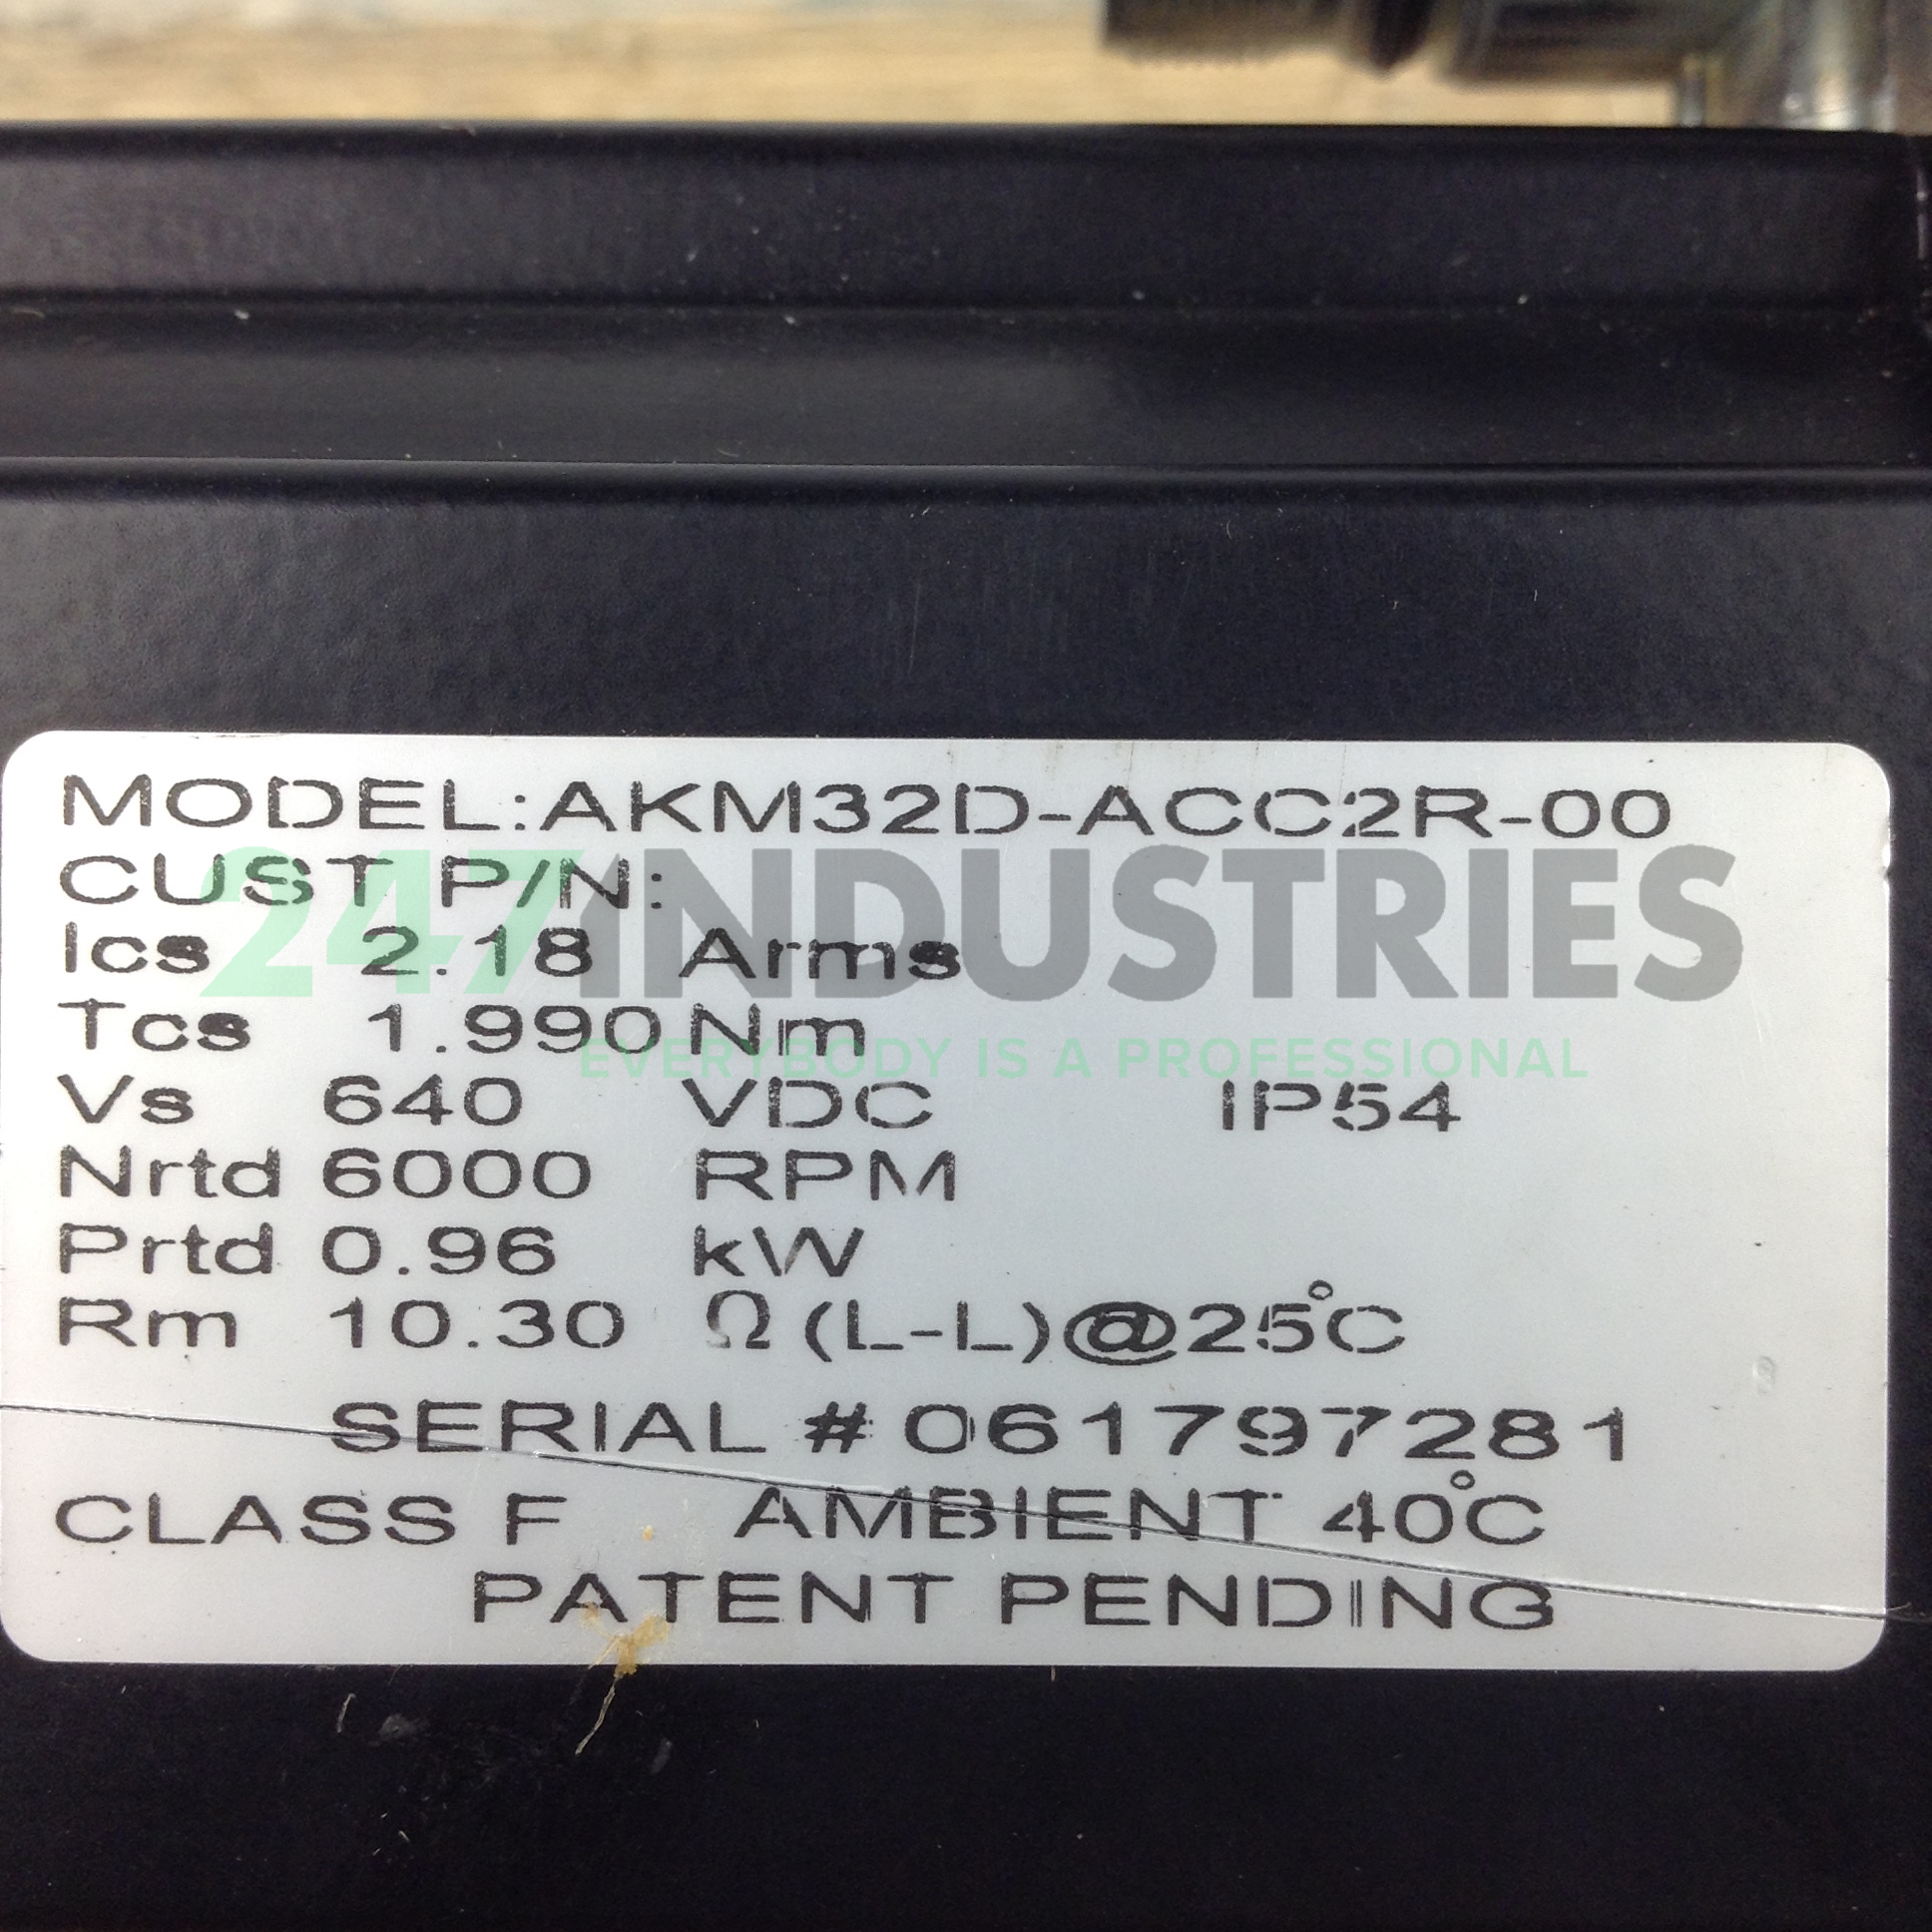 MODEL:AKM32D-ACC2R-00
CUST P/N:
247INDUSTRIES
Ics 2.18 Arms
Tcs 1.990 Nm
EVERYBODY IS A PROFESSIONAL
Vs 640 VDC IP54
Nrtd 6000 RPM
Prtd 0.96 kW
Rm 10.30 Ω(L-L)@25°C
SERIAL #061797281
CLASS F AMBIENT 40°C
PATENT PENDING